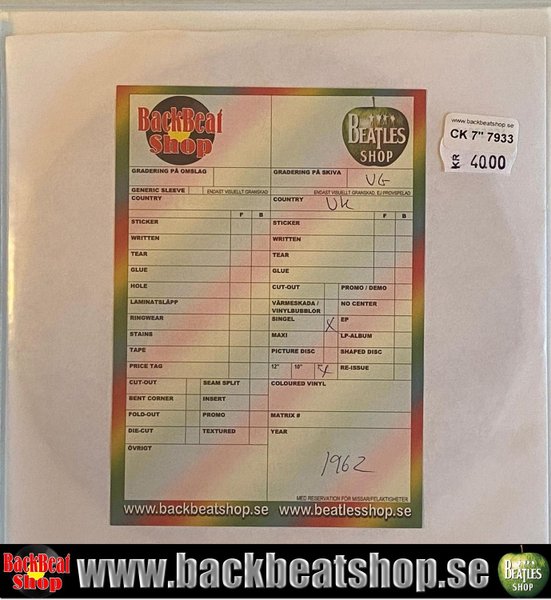 BackBeat
Shop
BEATLES
SHOP
www.backbeatshop.se
CK 7" 7933
KR 40.00
GRADERING PÅ OMSLAG
GRADERING PÅ SKIVA
VG
GENERIC SLEEVE
ENDAST VISUELLT GRANSKAD
ENDAST VISUELLT GRANSKAD, EJ PROVSPELAD
COUNTRY
COUNTRY
UK
F B
F B
STICKER
STICKER
WRITTEN
WRITTEN
TEAR
TEAR
GLUE
GLUE
HOLE
CUT-OUT
PROMO / DEMO
LAMINATSLÄPP
VÄRMESKADA /
VINYLBUBBLOR
NO CENTER
RINGWEAR
SINGEL
X
EP
STAINS
MAXI
LP-ALBUM
TAPE
PICTURE DISC
SHAPED DISC
PRICE TAG
12"
10"
RE-ISSUE
CUT-OUT
SEAM SPLIT
COLOURED VINYL
BENT CORNER
INSERT
FOLD-OUT
PROMO
MATRIX #
DIE-CUT
TEXTURED
YEAR
ÖVRIGT
1962
MED RESERVATION FÖR MISSAR/FELAKTIGHETER
www.backbeatshop.se www.beatlesshop.se
BackBeat
Shop
www.backbeatshop.se
BEATLES
SHOP